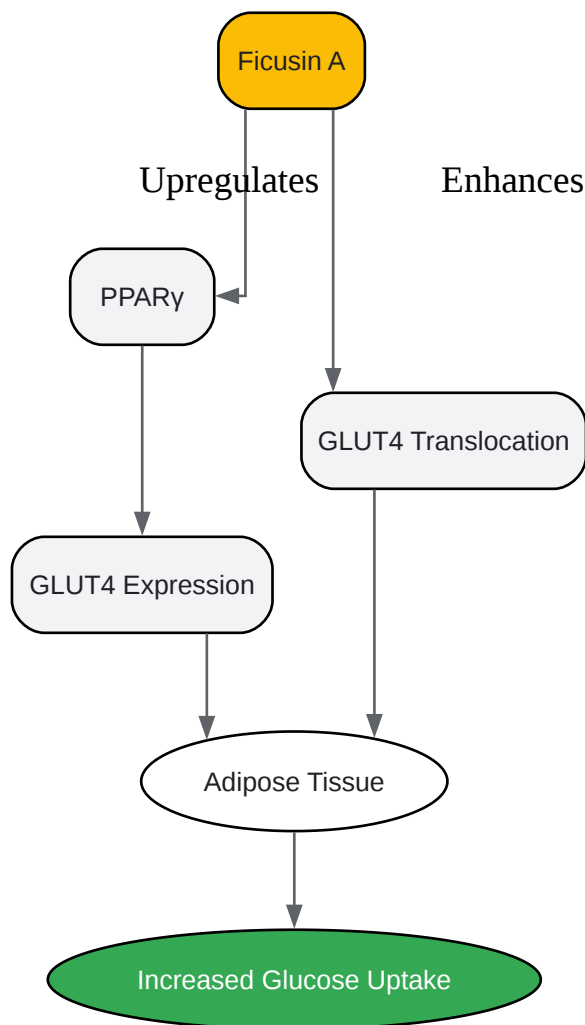 Ficusin A
Upregulates
Enhances
PPARγ
GLUT4 Translocation
GLUT4 Expression
Adipose Tissue
Increased Glucose Uptake